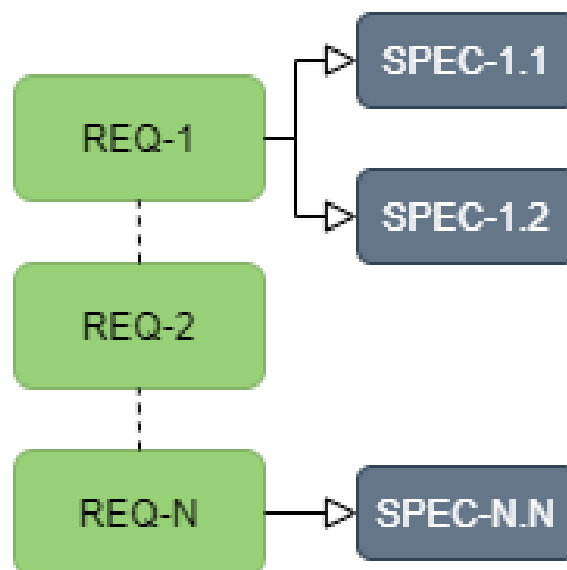 SPEC-1.1
REQ-1
SPEC-1.2
REQ-2
REQ-N
SPEC-N.N